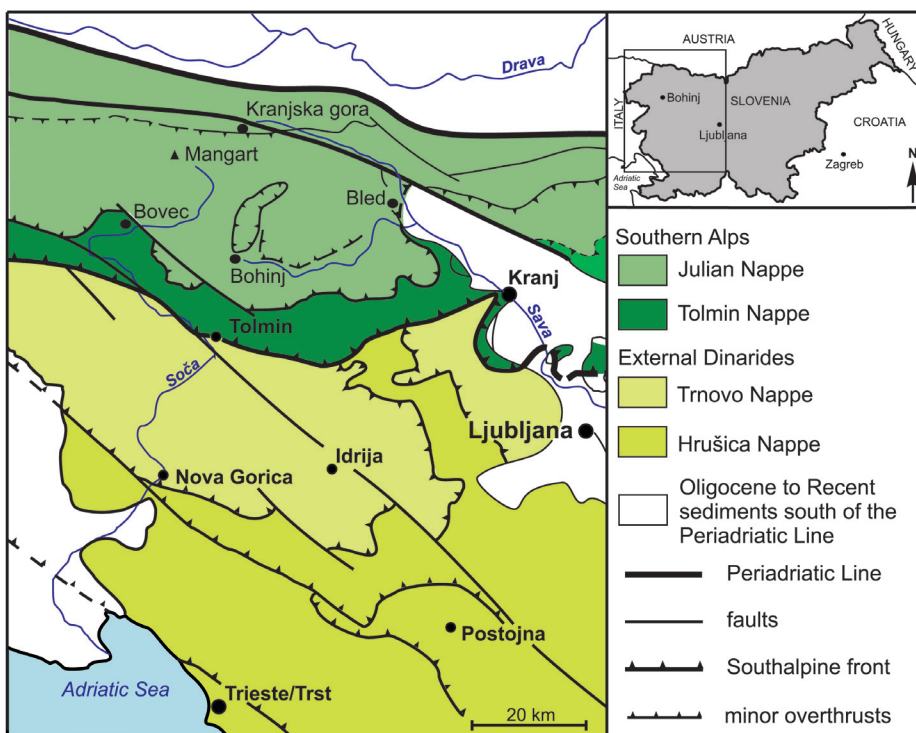 Drava
Kranjska gora
Mangart
Bovec
Bled
Bohinj
Kranj
Tolmin
Sava
Soča
Ljubljana
Idrija
Nova Gorica
Postojna
Adriatic Sea
Trieste/Trst
20 km
AUSTRIA
HUNGARY
Bohinj
ITALY
SLOVENIA
Ljubljana
CROATIA
Zagreb
Adriatic
Sea
N
Southern Alps
Julian Nappe
Tolmin Nappe
External Dinarides
Trnovo Nappe
Hrušica Nappe
Oligocene to Recent
sediments south of the
Periadriatic Line
Periadriatic Line
faults
Southalpine front
minor overthrusts